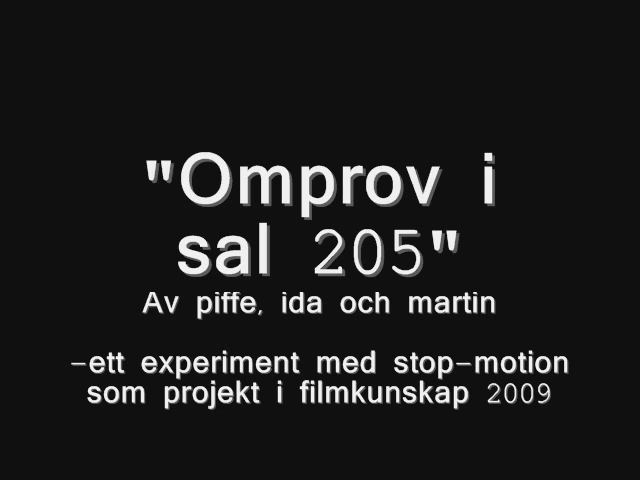 "Omprov i
sal 205"
Av piffe, ida och martin
-ett experiment med stop-motion
som projekt i filmkunskap 2009